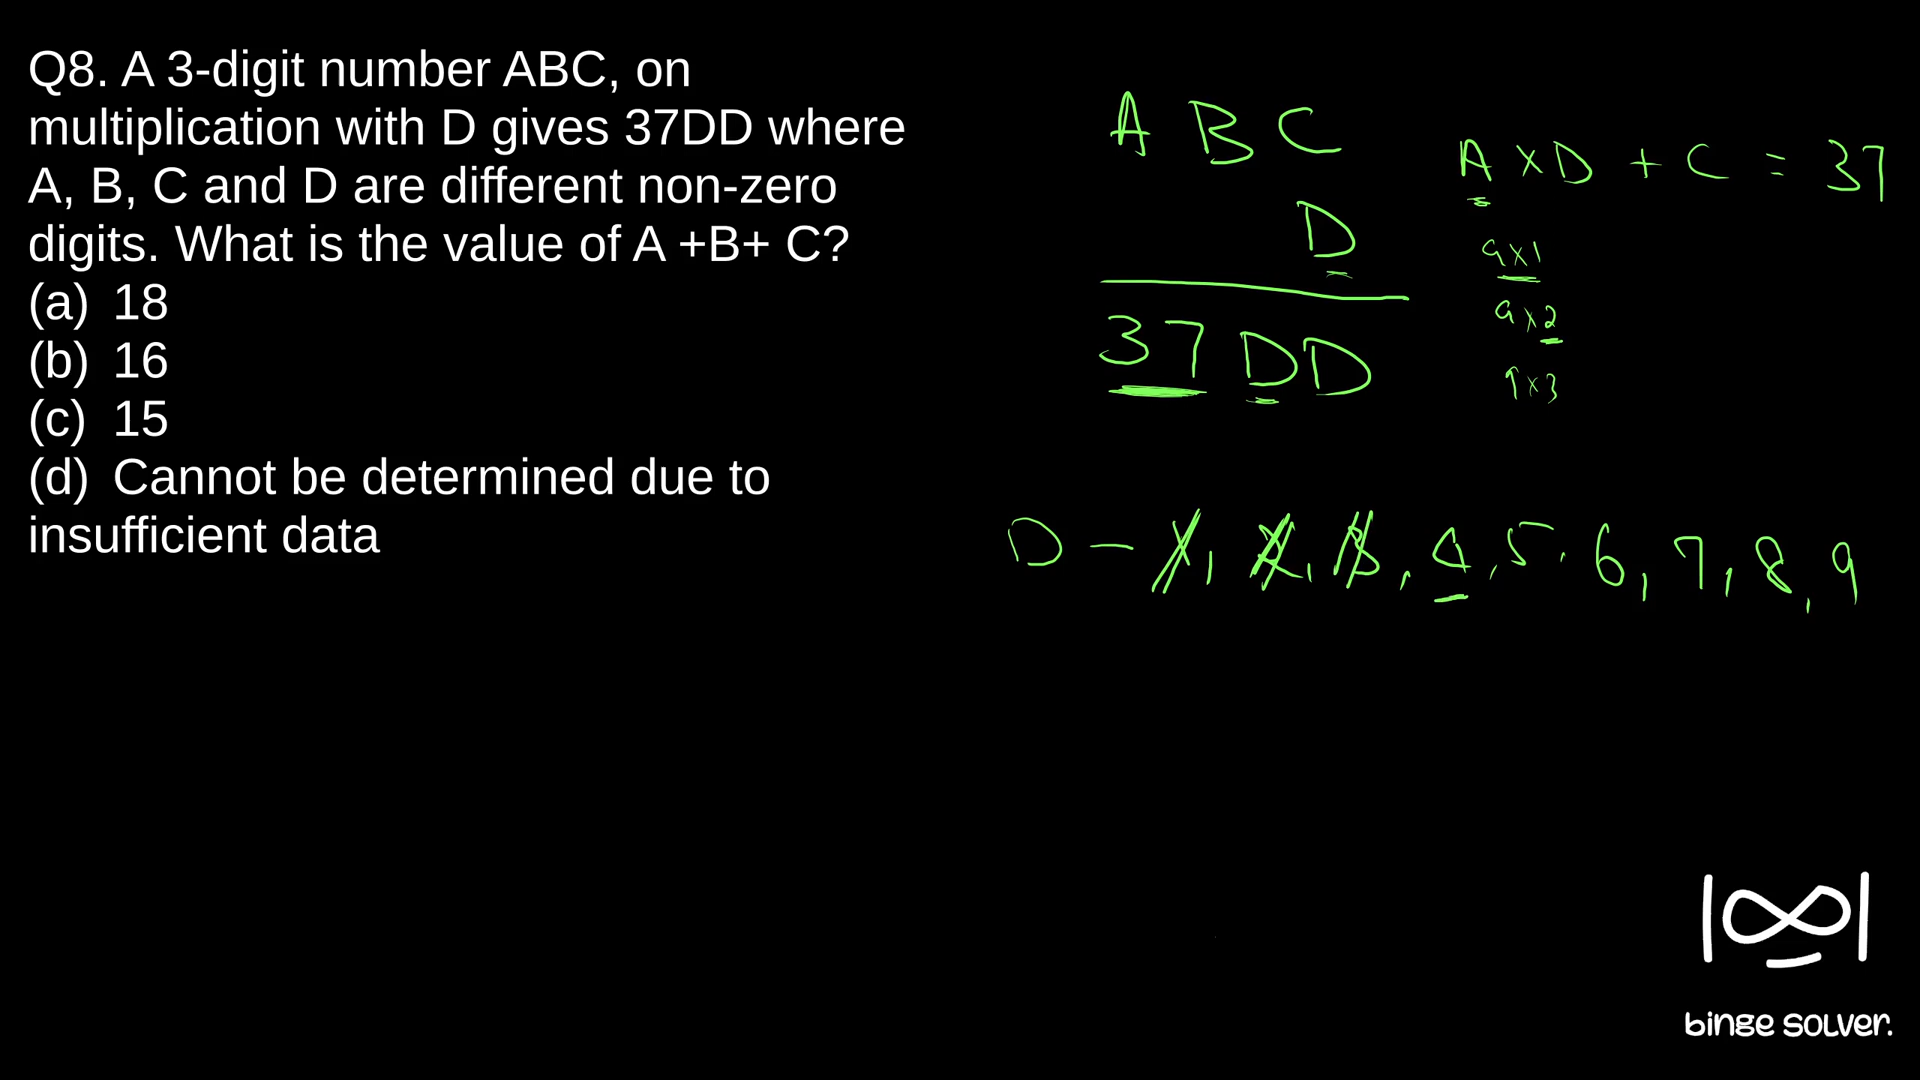 Q8. A 3-digit number ABC, on
multiplication with D gives 37DD where
A, B, C and D are different non-zero
digits. What is the value of A +B+ C?
(a) 18
(b) 16
(c) 15
(d) Cannot be determined due to
insufficient data
A B C
D
37DD
A × D + C = 37
9×1
9×2
9×3
D - 1, 2, 3, 4, 5, 6, 7, 8, 9
binge solver.